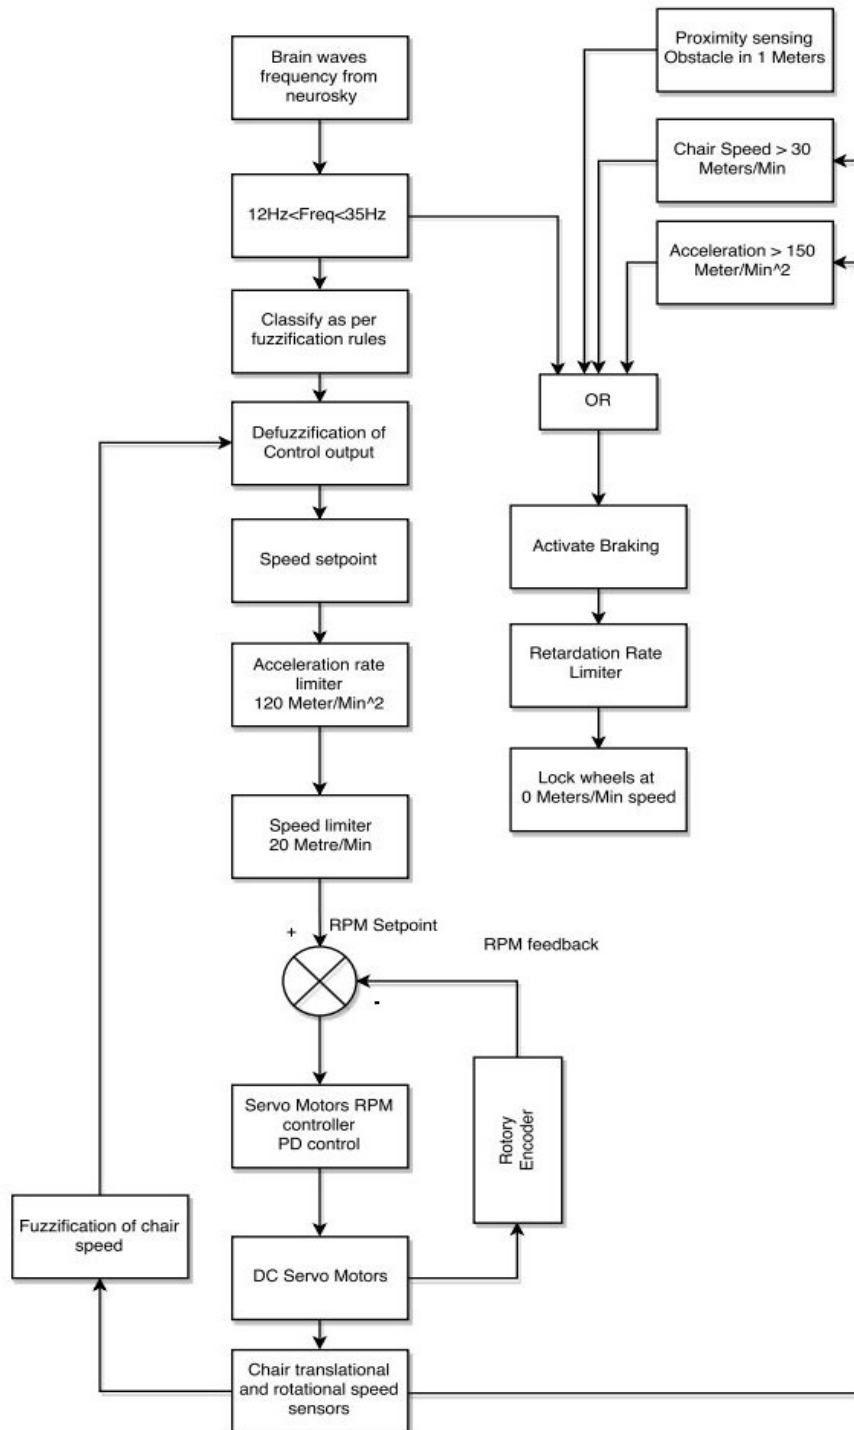 Brain waves
frequency from
neurosky
Proximity sensing
Obstacle in 1 Meters
Chair Speed > 30
Meters/Min
12Hz<Freq<35Hz
Acceleration > 150
Meter/Min^2
Classify as per
fuzzification rules
OR
Defuzzification of
Control output
Activate Braking
Speed setpoint
Retardation Rate
Limiter
Acceleration rate
limiter
120 Meter/Min^2
Lock wheels at
0 Meters/Min speed
Speed limiter
20 Metre/Min
+
RPM Setpoint
RPM feedback
-
Servo Motors RPM
controller
PD control
Rotory
Encoder
Fuzzification of chair
speed
DC Servo Motors
Chair translational
and rotational speed
sensors